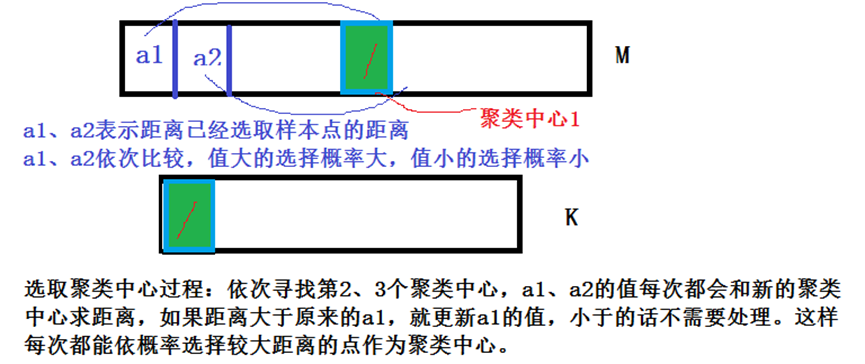 a1 a2 M
聚类中心1
a1、a2表示距离已经选取样本点的距离
a1、a2依次比较，值大的选择概率大，值小的选择概率小
K
选取聚类中心过程：依次寻找第2、3个聚类中心，a1、a2的值每次都会和新的聚类
中心求距离，如果距离大于原来的a1，就更新a1的值，小于的话不需要处理。这样
每次都能依概率选择较大距离的点作为聚类中心。